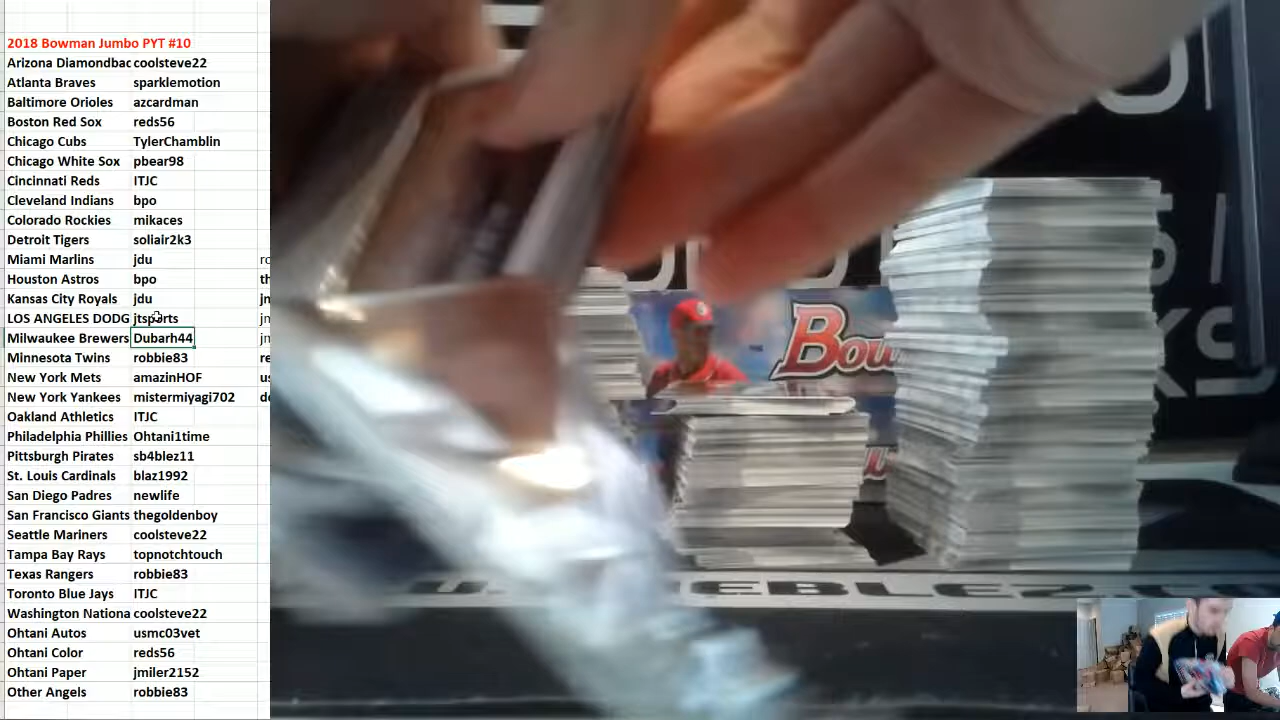 2018 Bowman Jumbo PYT #10
Arizona Diamondbac coolsteve22
Atlanta Braves sparklemotion
Baltimore Orioles azcardman
Boston Red Sox reds56
Chicago Cubs TylerChamblin
Chicago White Sox pbear98
Cincinnati Reds ITJC
Cleveland Indians bpo
Colorado Rockies mikaces
Detroit Tigers soliair2k3
Miami Marlins jdu
Houston Astros bpo th
Kansas City Royals jdu
LOS ANGELES DODG jtsports
Milwaukee Brewers Dubarh44
Minnesota Twins robbie83 re
New York Mets amazinHOF us
New York Yankees mistermiyagi702
Oakland Athletics ITJC
Philadelphia Phillies Ohtani1time
Pittsburgh Pirates sb4blez11
St. Louis Cardinals blaz1992
San Diego Padres newlife
San Francisco Giants thegoldenboy
Seattle Mariners coolsteve22
Tampa Bay Rays topnotchtouch
Texas Rangers robbie83
Toronto Blue Jays ITJC
Washington Nationa coolsteve22
Ohtani Autos usmc03vet
Ohtani Color reds56
Ohtani Paper jmiler2152
Other Angels robbie83
Bow